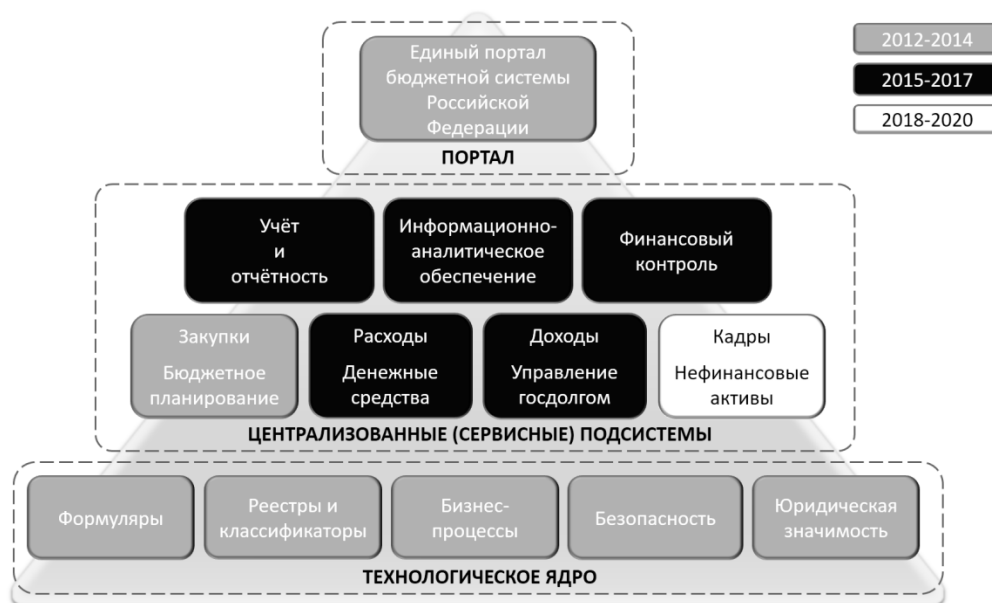 Единый портал
бюджетной системы
Российской
Федерации
ПОРТАЛ
2012-2014
2015-2017
2018-2020
Учёт
и
отчётность
Информационно-
аналитическое
обеспечение
Финансовый
контроль
Закупки
Бюджетное
планирование
Расходы
Денежные
средства
Доходы
Управление
госдолгом
Кадры
Нефинансовые
активы
ЦЕНТРАЛИЗОВАННЫЕ (СЕРВИСНЫЕ) ПОДСИСТЕМЫ
Формуляры
Реестры и
классификаторы
Бизнес-
процессы
Безопасность
Юридическая
значимость
ТЕХНОЛОГИЧЕСКОЕ ЯДРО